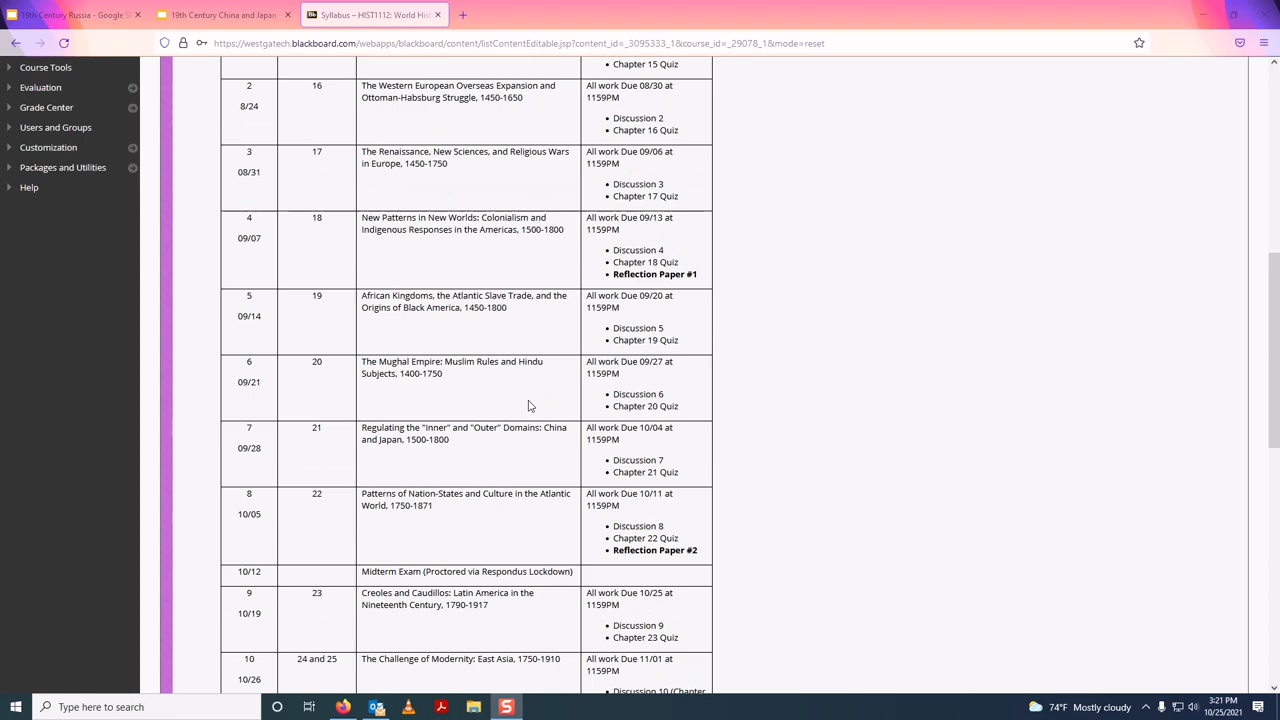 19th Century Russia - Google S
19th Century China and Japan -
Syllabus – HIST1112: World Hist
https://westgatech.blackboard.com/webapps/blackboard/content/listContentEditable.jsp?content_id=_3095333_1&course_id=_29078_1&mode=reset
Course Tools
Evaluation
Grade Center
Users and Groups
Customization
Packages and Utilities
Help
Chapter 15 Quiz
2
8/24
16
The Western European Overseas Expansion and
Ottoman-Habsburg Struggle, 1450-1650
All work Due 08/30 at
1159PM
Discussion 2
Chapter 16 Quiz
3
08/31
17
The Renaissance, New Sciences, and Religious Wars
in Europe, 1450-1750
All work Due 09/06 at
1159PM
Discussion 3
Chapter 17 Quiz
4
09/07
18
New Patterns in New Worlds: Colonialism and
Indigenous Responses in the Americas, 1500-1800
All work Due 09/13 at
1159PM
Discussion 4
Chapter 18 Quiz
Reflection Paper #1
5
09/14
19
African Kingdoms, the Atlantic Slave Trade, and the
Origins of Black America, 1450-1800
All work Due 09/20 at
1159PM
Discussion 5
Chapter 19 Quiz
6
09/21
20
The Mughal Empire: Muslim Rules and Hindu
Subjects, 1400-1750
All work Due 09/27 at
1159PM
Discussion 6
Chapter 20 Quiz
7
09/28
21
Regulating the "Inner" and "Outer" Domains: China
and Japan, 1500-1800
All work Due 10/04 at
1159PM
Discussion 7
Chapter 21 Quiz
8
10/05
22
Patterns of Nation-States and Culture in the Atlantic
World, 1750-1871
All work Due 10/11 at
1159PM
Discussion 8
Chapter 22 Quiz
Reflection Paper #2
10/12
Midterm Exam (Proctored via Respondus Lockdown)
9
10/19
23
Creoles and Caudillos: Latin America in the
Nineteenth Century, 1790-1917
All work Due 10/25 at
1159PM
Discussion 9
Chapter 23 Quiz
10
10/26
24 and 25
The Challenge of Modernity: East Asia, 1750-1910
All work Due 11/01 at
1159PM
Discussion 10 (Chapter
Type here to search
74°F Mostly cloudy
3:21 PM
10/25/2021